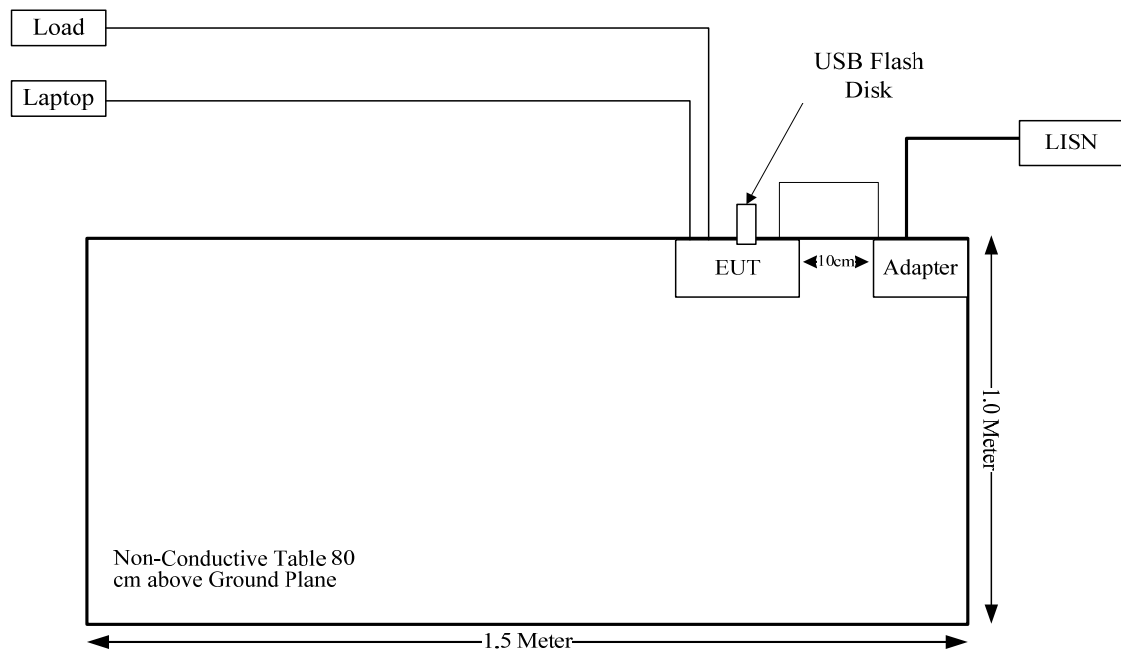 Load
USB Flash
Disk
Laptop
LISN
EUT
10cm
Adapter
1.0 Meter
Non-Conductive Table 80
cm above Ground Plane
1.5 Meter